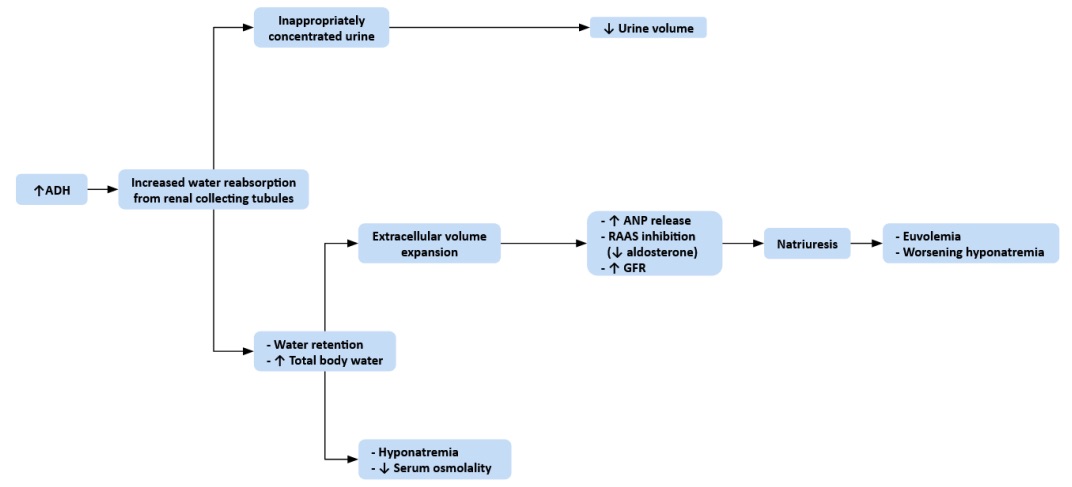 Inappropriately
concentrated urine
↓ Urine volume
↑ADH
Increased water reabsorption
from renal collecting tubules
Extracellular volume
expansion
- ↑ ANP release
- RAAS inhibition
(↓ aldosterone)
- ↑ GFR
Natriuresis
- Euvolemia
- Worsening hyponatremia
- Water retention
- ↑ Total body water
- Hyponatremia
- ↓ Serum osmolality